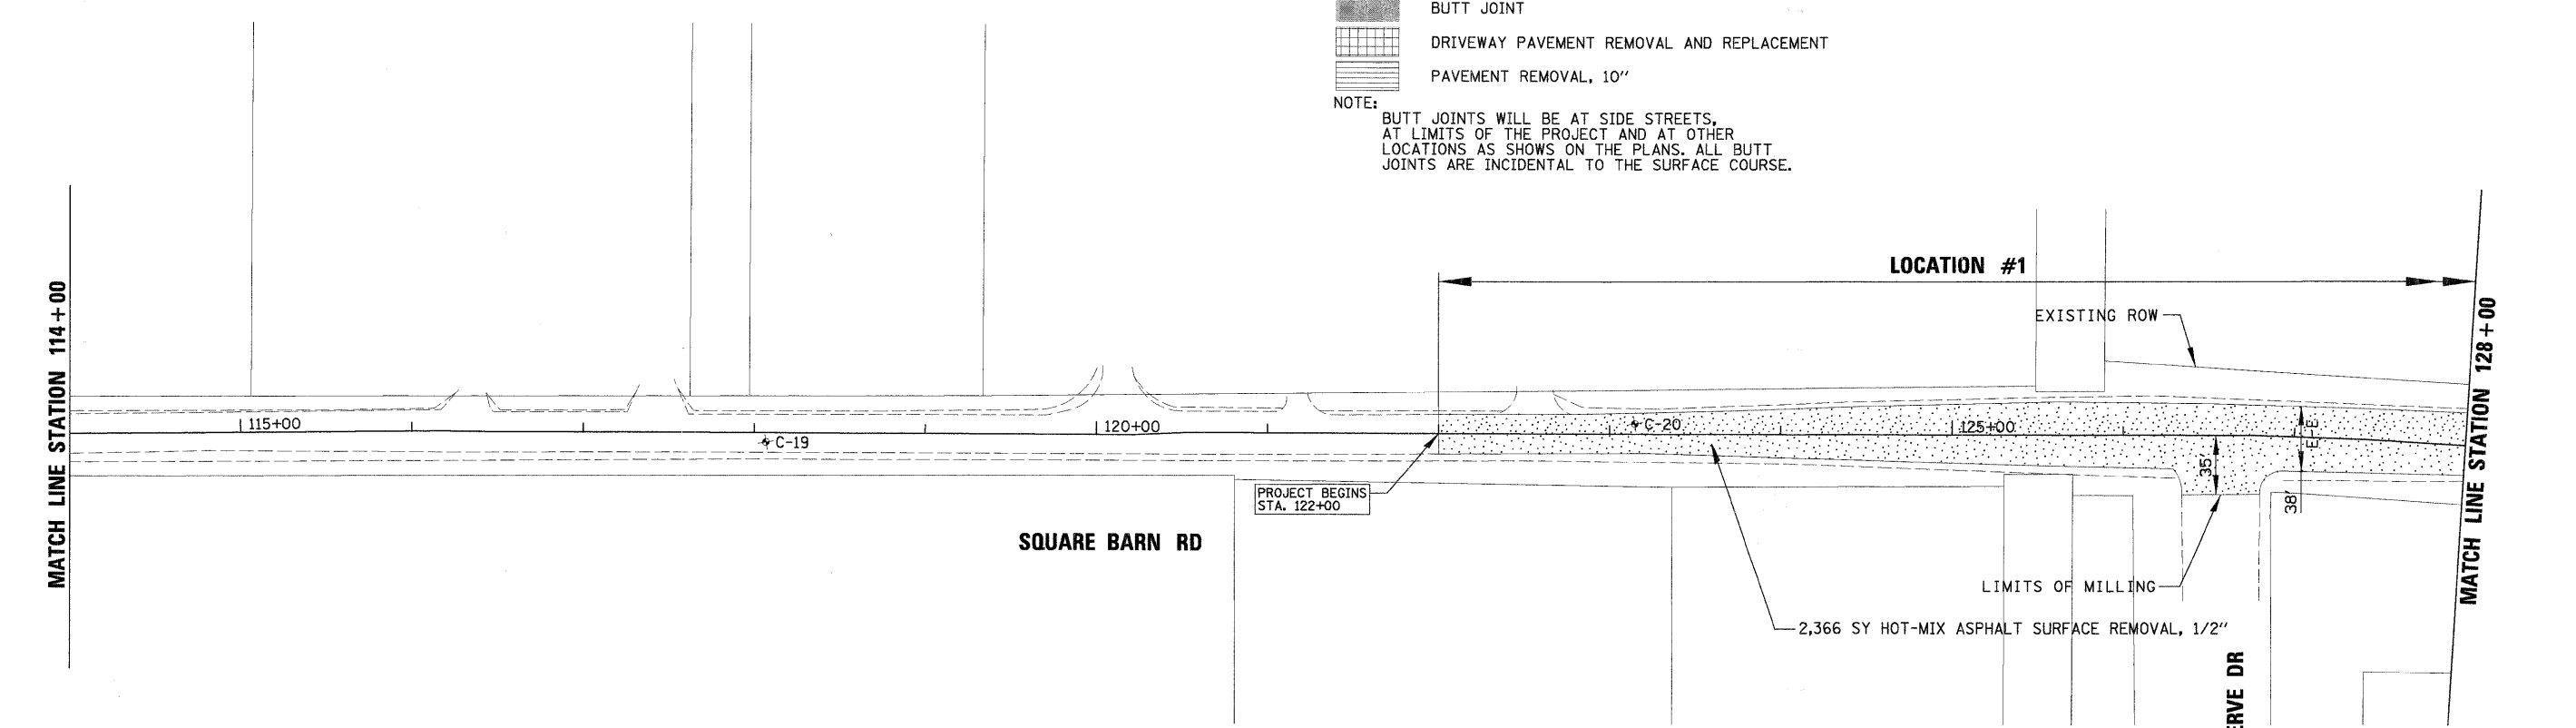 BUTT JOINT
DRIVEWAY PAVEMENT REMOVAL AND REPLACEMENT
PAVEMENT REMOVAL, 10"
NOTE:
BUTT JOINTS WILL BE AT SIDE STREETS,
AT LIMITS OF THE PROJECT AND AT OTHER
LOCATIONS AS SHOWS ON THE PLANS. ALL BUTT
JOINTS ARE INCIDENTAL TO THE SURFACE COURSE.
LOCATION #1
EXISTING ROW
MATCH LINE STATION 114+00
115+00
C-19
120+00
C-20
125+00
E-E
35'
38'
MATCH LINE STATION 128+00
PROJECT BEGINS
STA. 122+00
SQUARE BARN RD
LIMITS OF MILLING
2,366 SY HOT-MIX ASPHALT SURFACE REMOVAL, 1/2"
ERVE DR